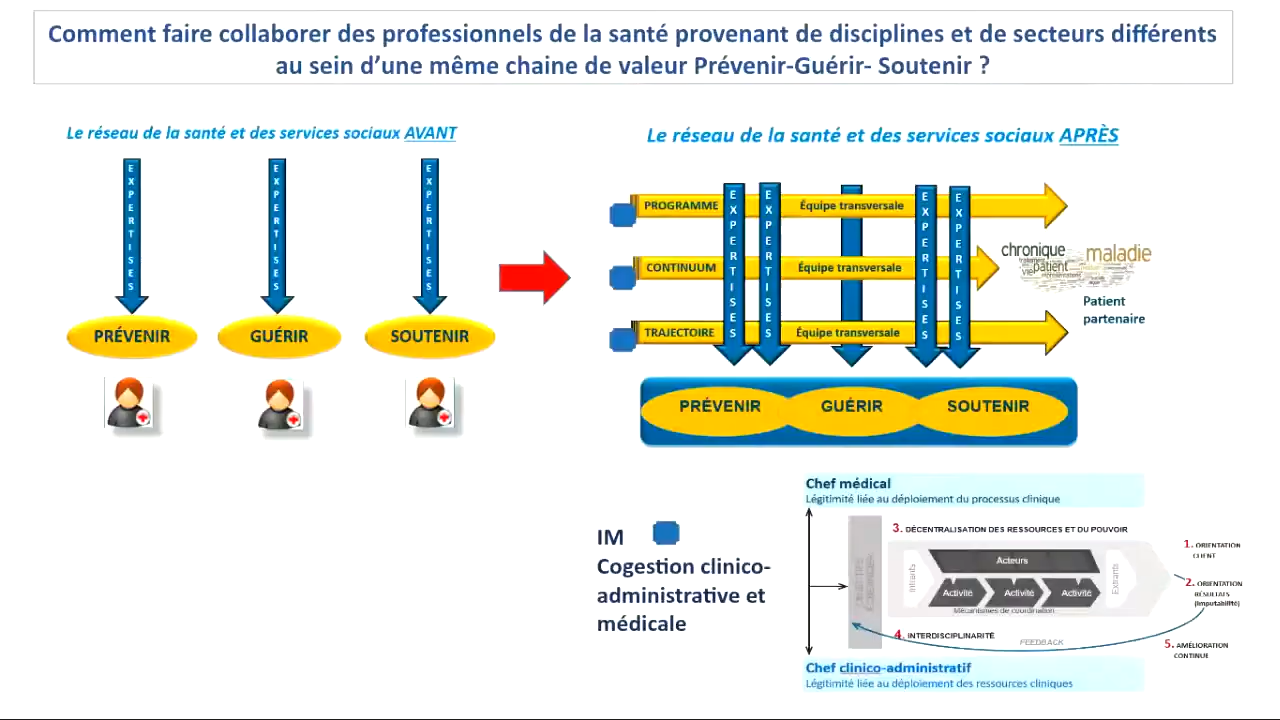 Comment faire collaborer des professionnels de la santé provenant de disciplines et de secteurs différents
au sein d'une même chaine de valeur Prévenir-Guérir- Soutenir ?
Le réseau de la santé et des services sociaux AVANT
EXPERTISES
EXPERTISES
EXPERTISES
PRÉVENIR
GUÉRIR
SOUTENIR
Le réseau de la santé et des services sociaux APRÈS
PROGRAMME
Équipe transversale
CONTINUUM
Équipe transversale
TRAJECTOIRE
Équipe transversale
EXPERTISES
EXPERTISES
EXPERTISES
EXPERTISES
chronique
maladie
patient
Patient
partenaire
PRÉVENIR
GUÉRIR
SOUTENIR
IM
Cogestion clinico-
administrative et
médicale
Chef médical
Légitimité liée au déploiement du processus clinique
3. DÉCENTRALISATION DES RESSOURCES ET DU POUVOIR
Intrants
Acteurs
Activité
Activité
Activité
Extrants
Mécanismes de coordination
1. ORIENTATION
CLIENT
2. ORIENTATION
RÉSULTATS
(Imputabilité)
4. INTERDISCIPLINARITÉ
FEEDBACK
5. AMÉLIORATION
CONTINUE
Chef clinico-administratif
Légitimité liée au déploiement des ressources cliniques